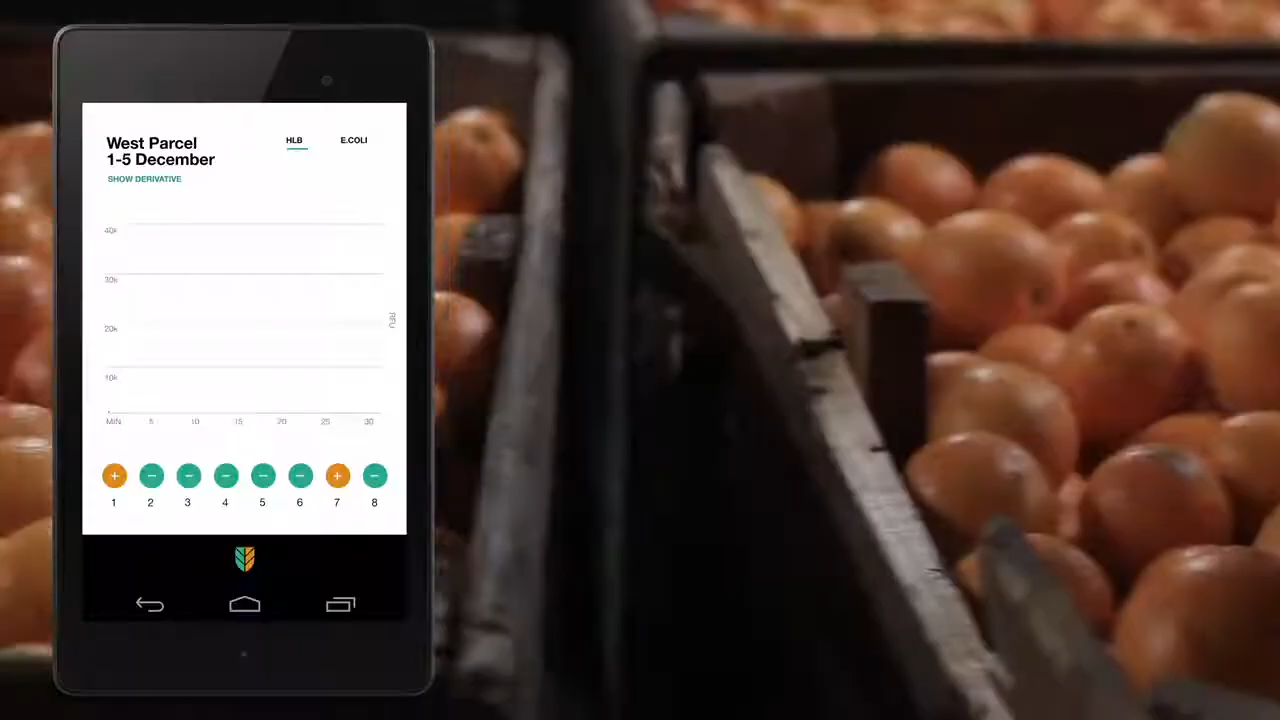 West Parcel
1-5 December
HLB
E.COLI
SHOW DERIVATIVE
40k
30k
20k
10k
RFU
MIN 5 10 15 20 25 30
+ − − − − − + −
1 2 3 4 5 6 7 8